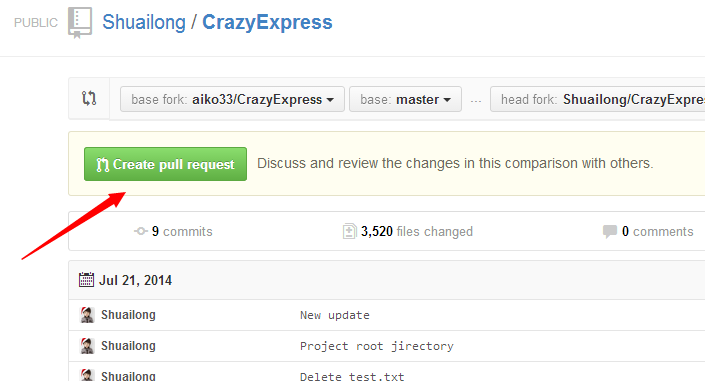 PUBLIC Shuailong / CrazyExpress
base fork: aiko33/CrazyExpress base: master ... head fork: Shuailong/CrazyExpre
Create pull request Discuss and review the changes in this comparison with others.
9 commits 3,520 files changed 0 comments
Jul 21, 2014
Shuailong New update
Shuailong Project root jirectory
Shuailong Delete test.txt